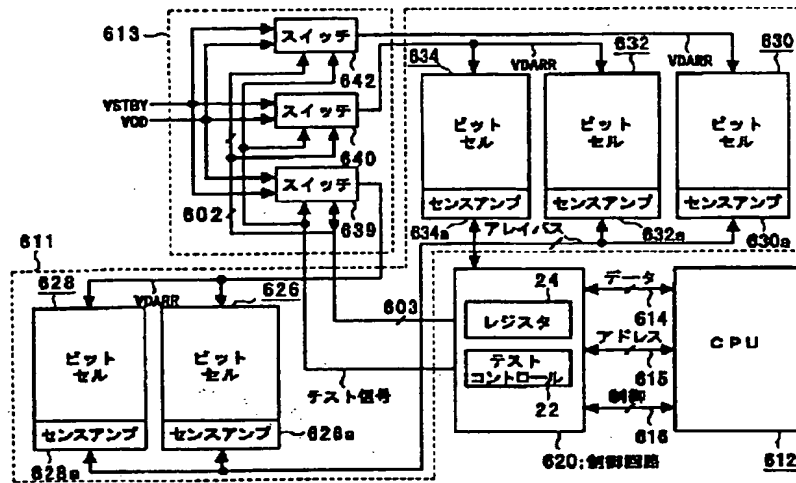 613
スイッチ
642
VSTBY
VDD
スイッチ
640
スイッチ
602
639
634
VDARR
632
VDARR
630
ビット
セル
センスアンプ
634a
ビット
セル
センスアンプ
632a
ビット
セル
センスアンプ
630a
アレイバス
611
628
VDARR
626
ビット
セル
センスアンプ
628a
ビット
セル
センスアンプ
626a
603
テスト信号
24
レジスタ
テスト
コントロール
22
620;制御回路
データ
614
アドレス
615
制御
616
CPU
612